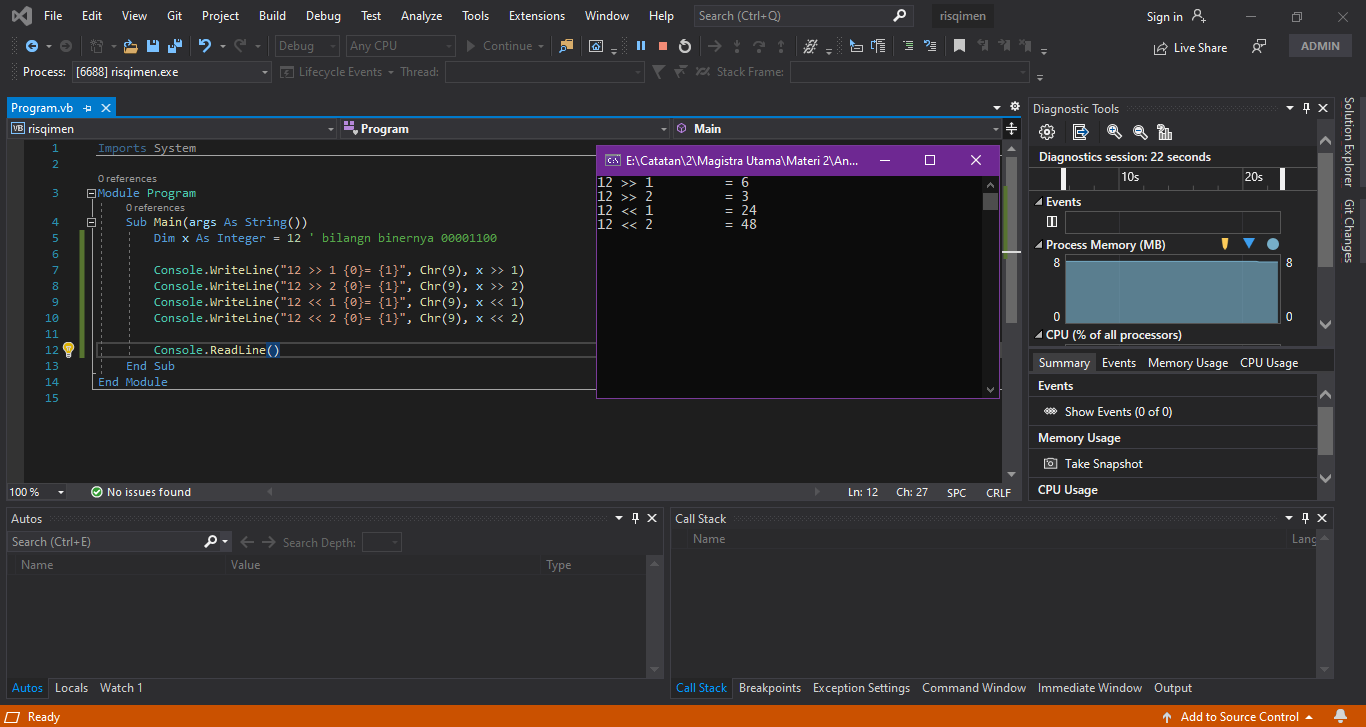 File Edit View Git Project Build Debug Test Analyze Tools Extensions Window Help Search (Ctrl+Q) risqimen Sign in
Debug Any CPU Continue Live Share ADMIN
Process: [6688] risqimen.exe Lifecycle Events Thread: Stack Frame:
Program.vb
VB risqimen Program Main
1 Imports System
2
0 references
3 Module Program
0 references
4 Sub Main(args As String())
5 Dim x As Integer = 12 ' bilangn binernya 00001100
6
7 Console.WriteLine("12 >> 1 {0}= {1}", Chr(9), x >> 1)
8 Console.WriteLine("12 >> 2 {0}= {1}", Chr(9), x >> 2)
9 Console.WriteLine("12 << 1 {0}= {1}", Chr(9), x << 1)
10 Console.WriteLine("12 << 2 {0}= {1}", Chr(9), x << 2)
11
12 Console.ReadLine()
13 End Sub
14 End Module
15
E:\Catatan\2\Magistra Utama\Materi 2\An...
12 >> 1 = 6
12 >> 2 = 3
12 << 1 = 24
12 << 2 = 48
100 % No issues found Ln: 12 Ch: 27 SPC CRLF
Diagnostic Tools
Diagnostics session: 22 seconds
10s 20s
Events
Process Memory (MB)
8 8
0 0
CPU (% of all processors)
Summary Events Memory Usage CPU Usage
Events
Show Events (0 of 0)
Memory Usage
Take Snapshot
CPU Usage
Solution Explorer
Git Changes
Autos
Search (Ctrl+E) Search Depth:
Name Value Type
Autos Locals Watch 1
Call Stack
Name Lang
Call Stack Breakpoints Exception Settings Command Window Immediate Window Output
Ready Add to Source Control